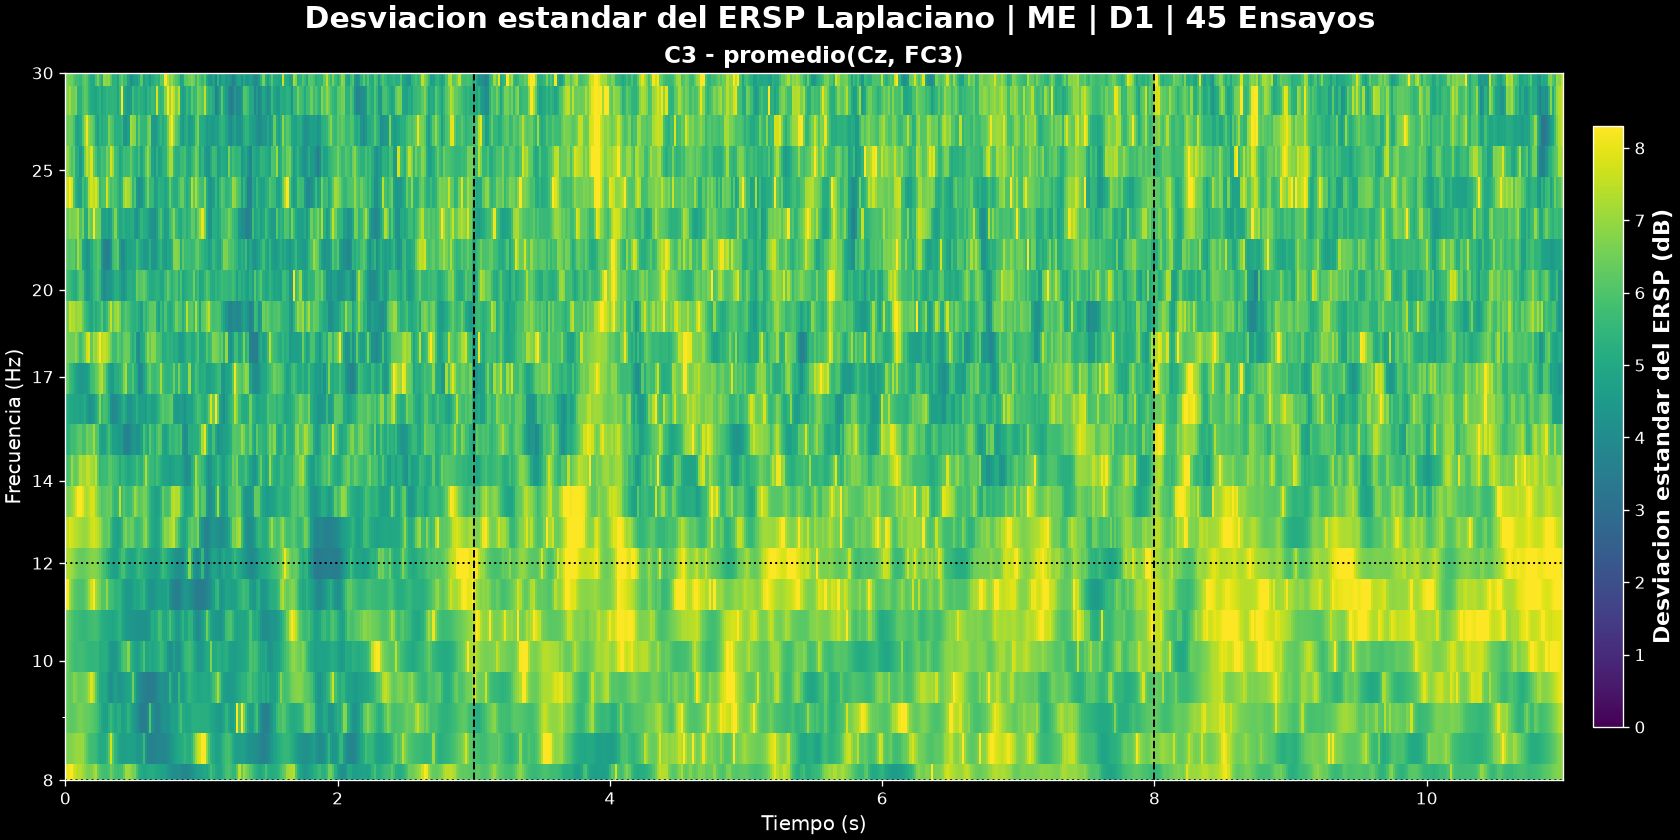 Desviacion estandar del ERSP Laplaciano | ME | D1 | 45 Ensayos
C3 - promedio(Cz, FC3)
Frecuencia (Hz)
30
25
20
17
14
12
10
8
0 2 4 6 8 10
Tiempo (s)
8
7
6
5
4
3
2
1
0
Desviacion estandar del ERSP (dB)